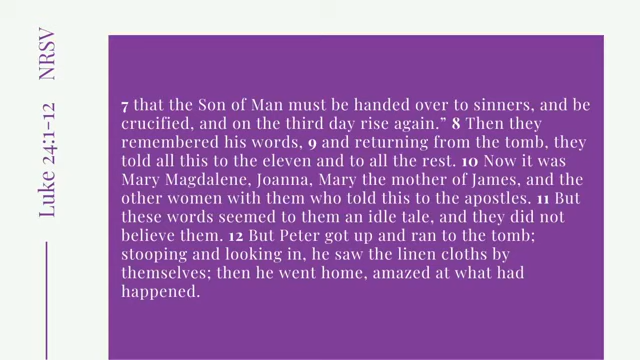 Luke 24:1-12 NRSV
7 that the Son of Man must be handed over to sinners, and be
crucified, and on the third day rise again.” 8 Then they
remembered his words, 9 and returning from the tomb, they
told all this to the eleven and to all the rest. 10 Now it was
Mary Magdalene, Joanna, Mary the mother of James, and the
other women with them who told this to the apostles. 11 But
these words seemed to them an idle tale, and they did not
believe them. 12 But Peter got up and ran to the tomb;
stooping and looking in, he saw the linen cloths by
themselves; then he went home, amazed at what had
happened.